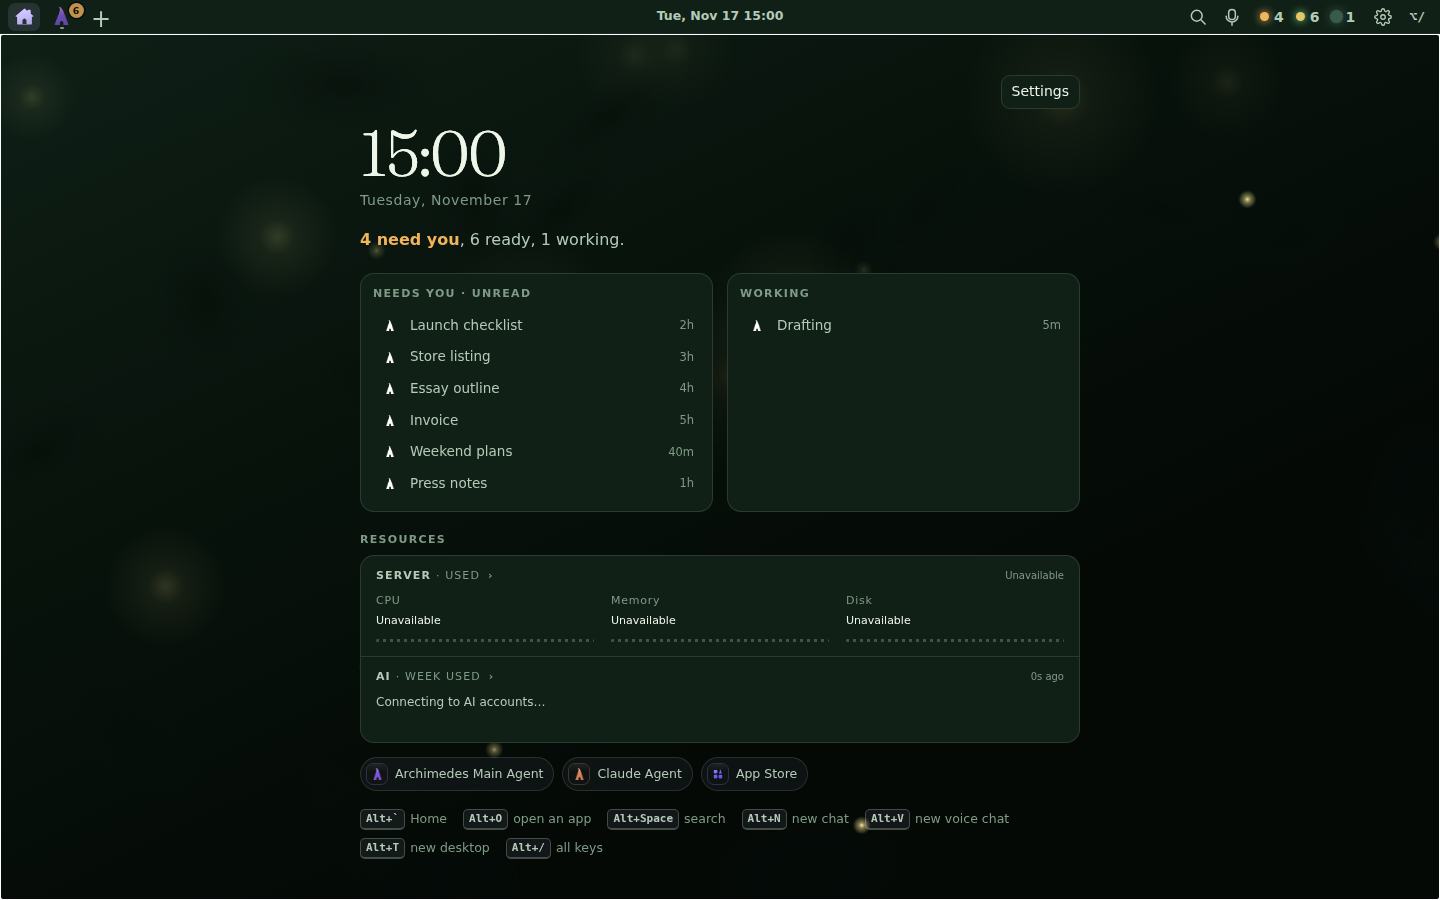 6
Tue, Nov 17 15:00
4 6 1 ⌥/
Settings
15:00
Tuesday, November 17
4 need you, 6 ready, 1 working.
NEEDS YOU · UNREAD
Launch checklist 2h
Store listing 3h
Essay outline 4h
Invoice 5h
Weekend plans 40m
Press notes 1h
WORKING
Drafting 5m
RESOURCES
SERVER · USED › Unavailable
CPU Memory Disk
Unavailable Unavailable Unavailable
AI · WEEK USED › 0s ago
Connecting to AI accounts…
Archimedes Main Agent Claude Agent App Store
Alt+` Home Alt+O open an app Alt+Space search Alt+N new chat Alt+V new voice chat
Alt+T new desktop Alt+/ all keys